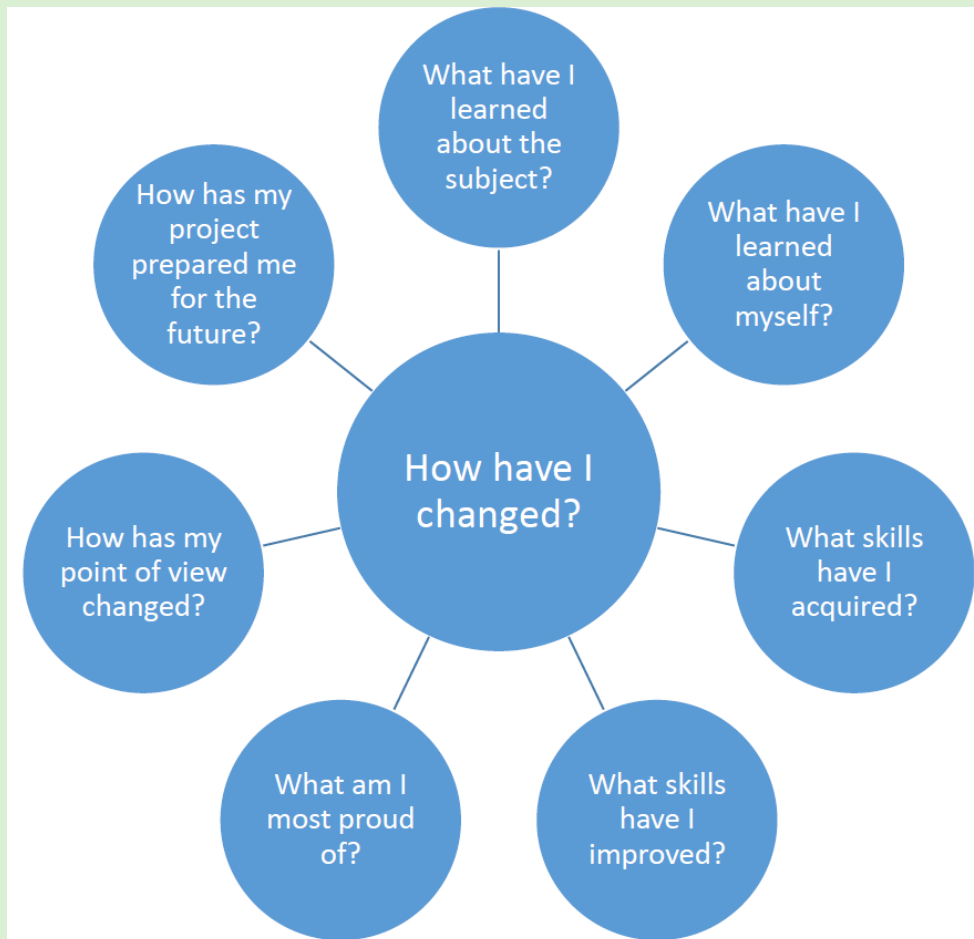 What have I
learned
about the
subject?
What have I
learned
about
myself?
What skills
have I
acquired?
What skills
have I
improved?
What am I
most proud
of?
How has my
point of view
changed?
How has my
project
prepared me
for the
future?
How have I
changed?